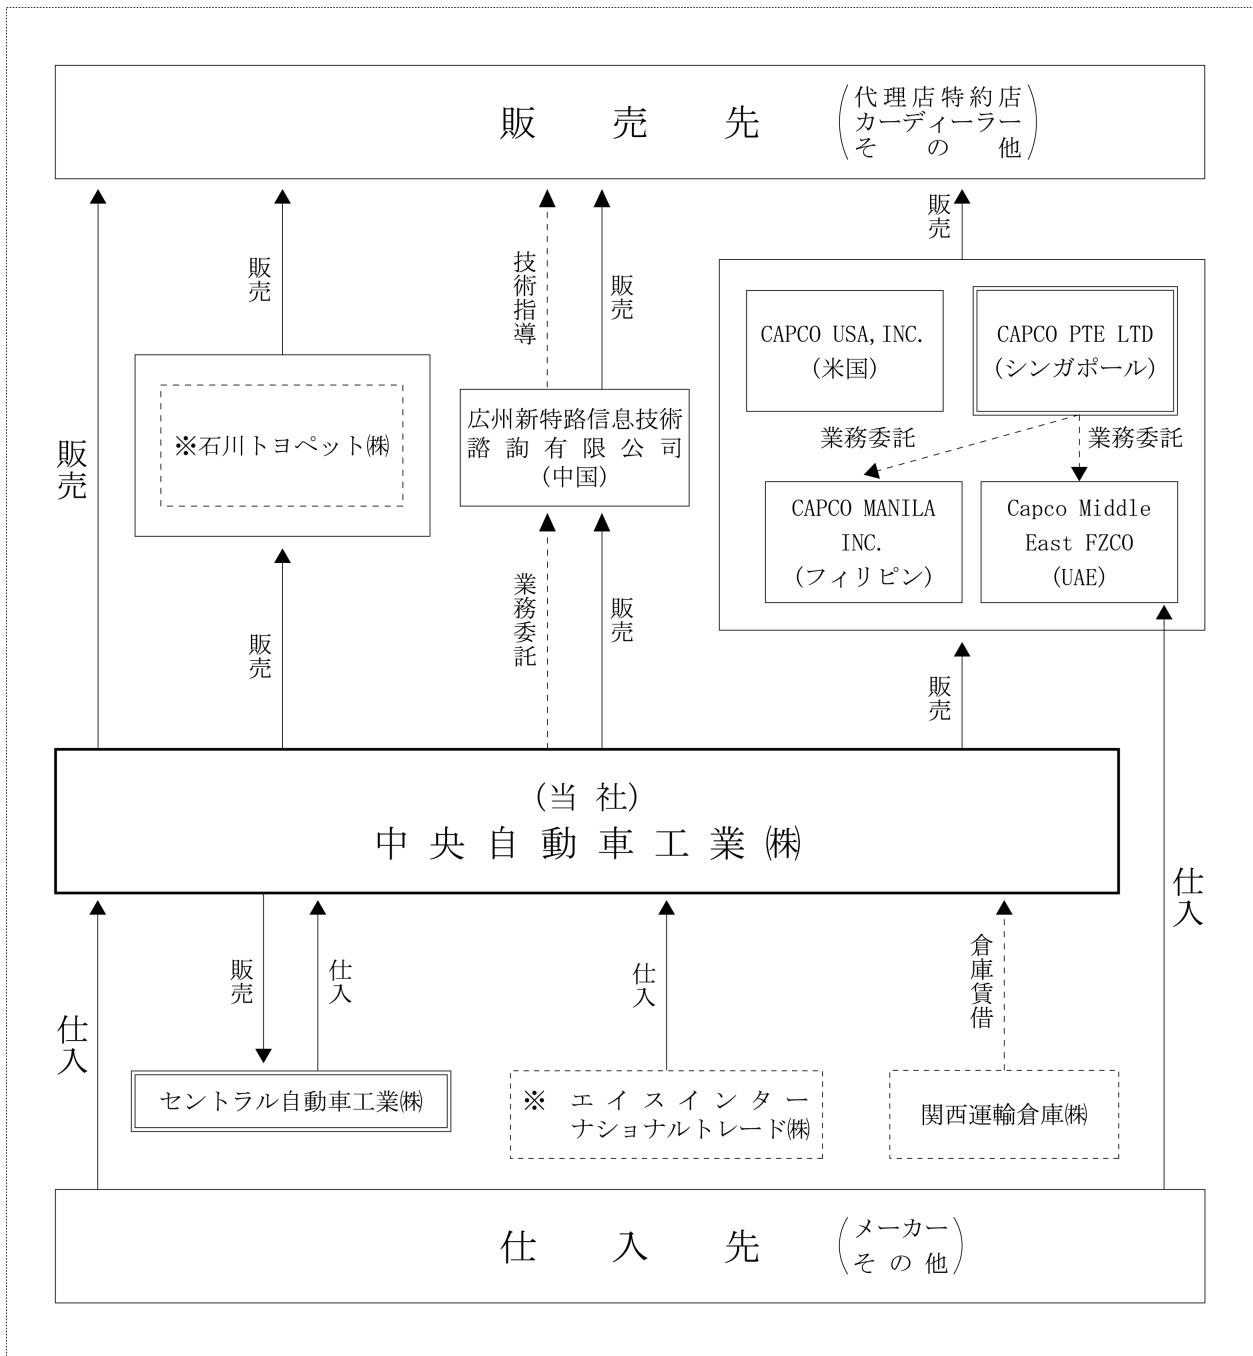 販売先
(代理店特約店
カーディーラー
その他)
販売
販売
技術指導
販売
販売
※石川トヨペット㈱
広州新特路信息技術
諮詢有限公司
(中国)
CAPCO USA, INC.
(米国)
CAPCO PTE LTD
(シンガポール)
業務委託
業務委託
CAPCO MANILA
INC.
(フィリピン)
Capco Middle
East FZCO
(UAE)
販売
業務委託
販売
販売
(当社)
中央自動車工業㈱
仕入
販売
仕入
仕入
倉庫賃借
仕入
セントラル自動車工業㈱
※エイスインター
ナショナルトレード㈱
関西運輸倉庫㈱
仕入先
(メーカー
その他)